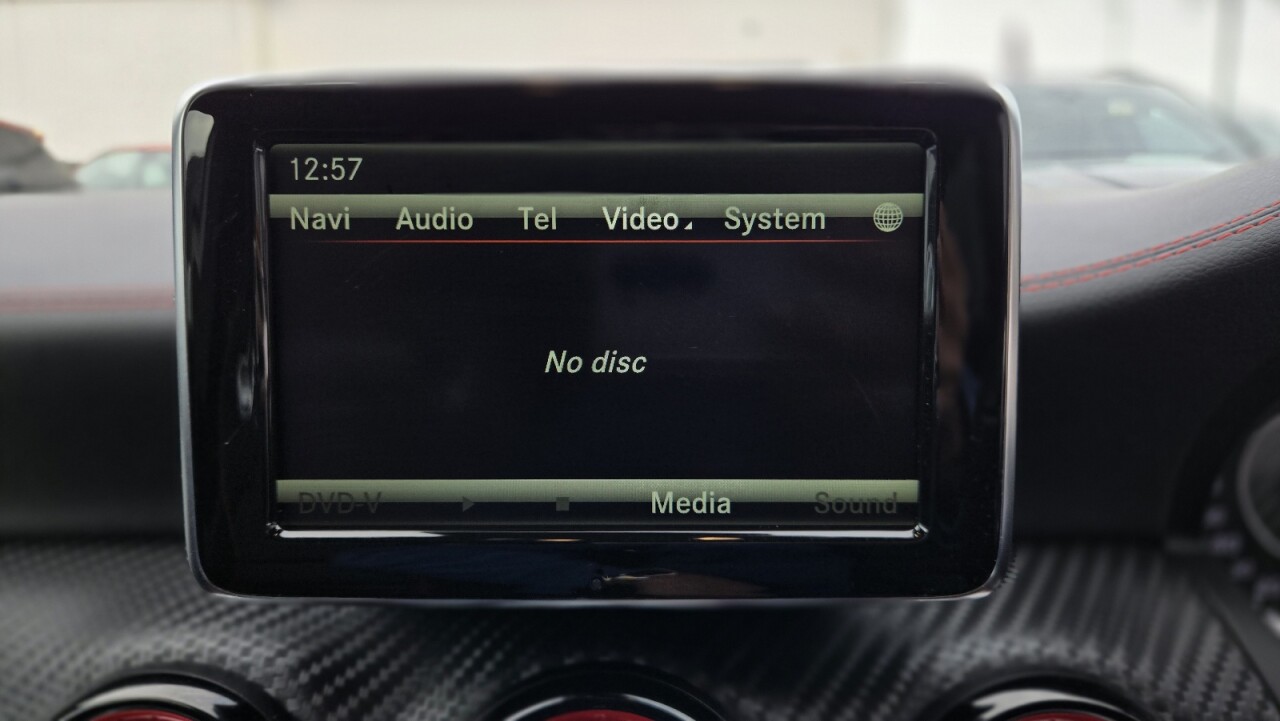 12:57
Navi Audio Tel Video System
No disc
DVD-V Media Sound